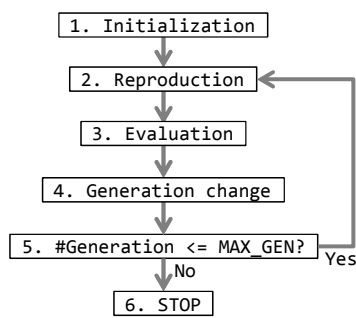 1. Initialization
2. Reproduction
3. Evaluation
4. Generation change
5. #Generation <= MAX_GEN?
Yes
No
6. STOP